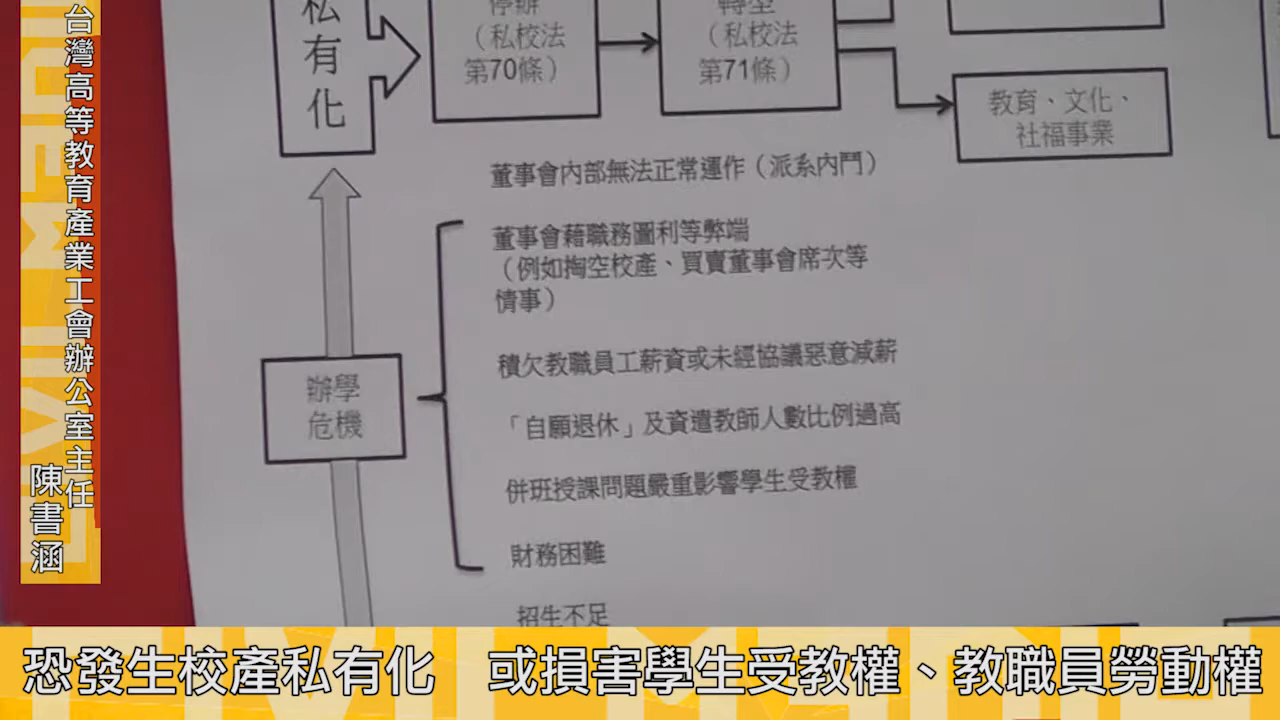 台灣高等教育產業工會辦公室主任
陳書涵
私有化
停辦
（私校法
第70條）
轉型
（私校法
第71條）
教育、文化、
社福事業
董事會內部無法正常運作（派系內鬥）
董事會藉職務圖利等弊端
（例如掏空校產、買賣董事會席次等
情事）
積欠教職員工薪資或未經協議惡意減薪
「自願退休」及資遣教師人數比例過高
併班授課問題嚴重影響學生受教權
財務困難
招生不足
辦學
危機
恐發生校產私有化 或損害學生受教權、教職員勞動權